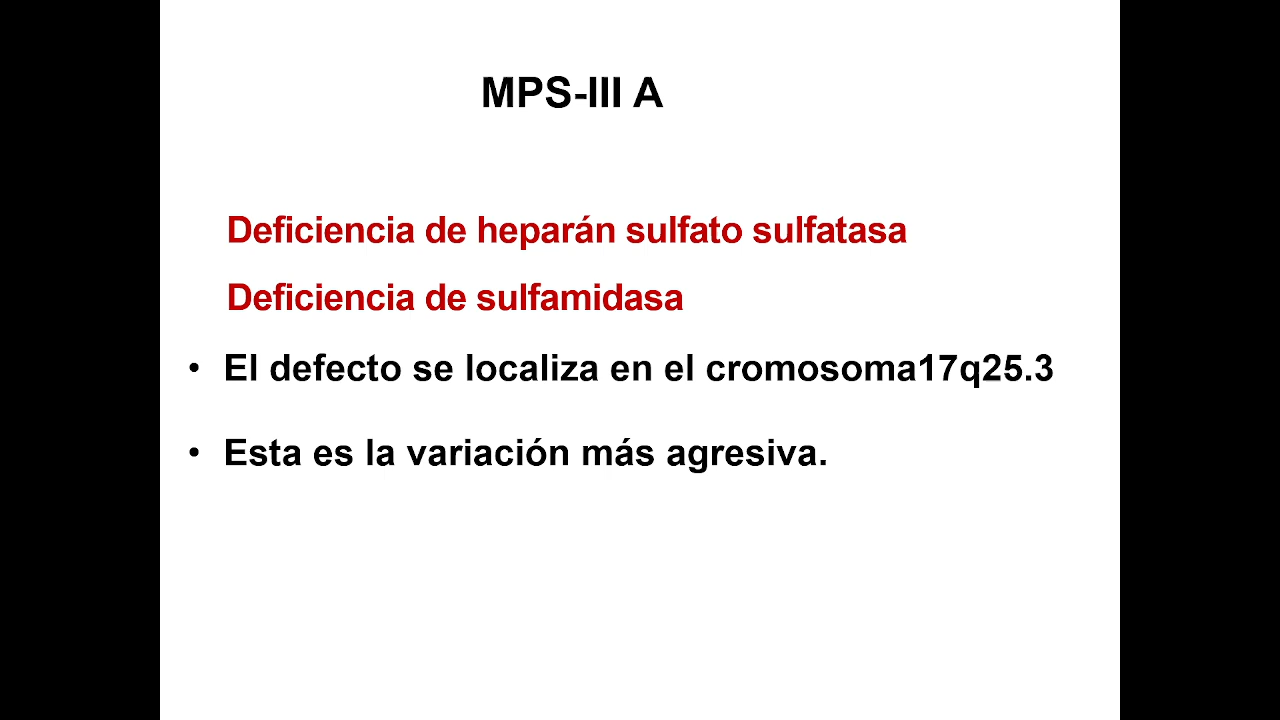 MPS-III A
Deficiencia de heparán sulfato sulfatasa
Deficiencia de sulfamidasa
• El defecto se localiza en el cromosoma17q25.3
• Esta es la variación más agresiva.